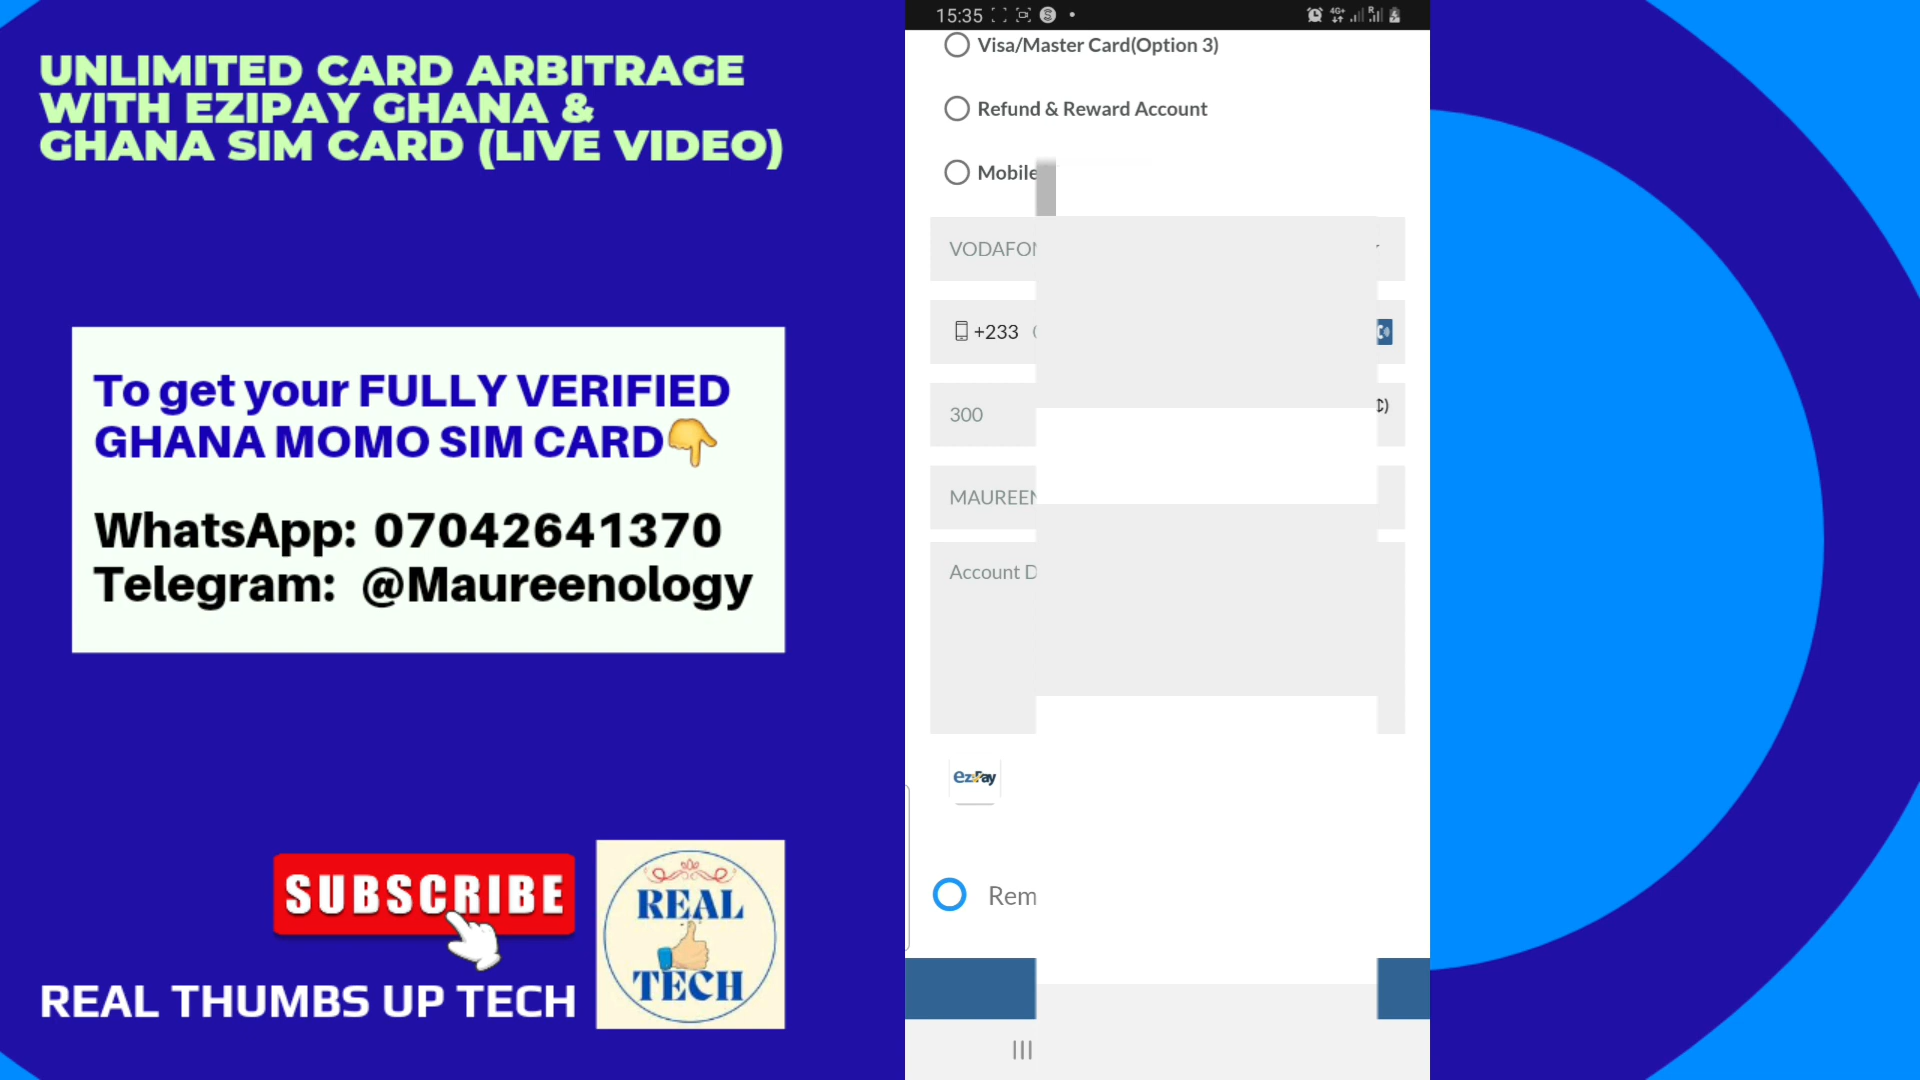 UNLIMITED CARD ARBITRAGE
WITH EZIPAY GHANA &
GHANA SIM CARD (LIVE VIDEO)
To get your FULLY VERIFIED
GHANA MOMO SIM CARD👇
WhatsApp: 07042641370
Telegram: @Maureenology
SUBSCRIBE
REAL THUMBS UP TECH
REAL
TECH
15:35
4G+
R
Visa/Master Card(Option 3)
Refund & Reward Account
Mobile
VODAFO
+233
300
₵)
MAUREEN
Account D
eziPay
Rem